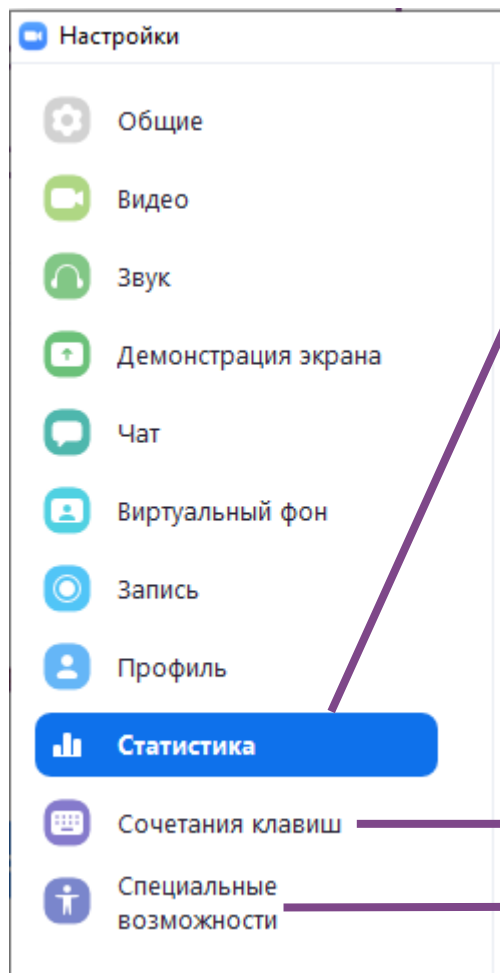 Настройки
Общие
Видео
Звук
Демонстрация экрана
Чат
Виртуальный фон
Запись
Профиль
Статистика
Сочетания клавиш
Специальные
возможности